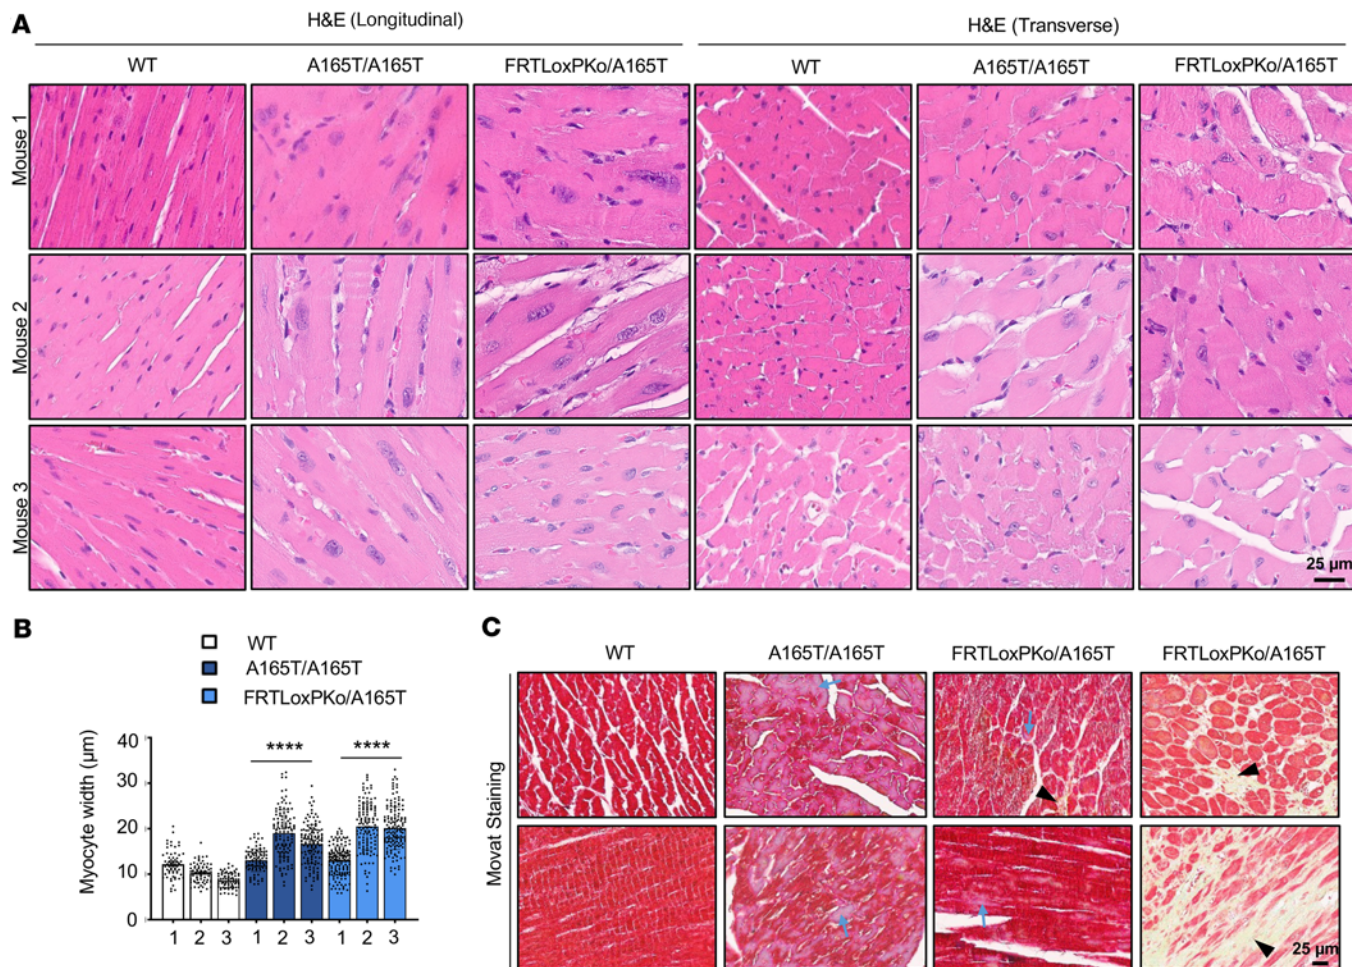 A
H&E (Longitudinal)
H&E (Transverse)
WT
A165T/A165T
FRTLoxPKo/A165T
WT
A165T/A165T
FRTLoxPKo/A165T
Mouse 1
Mouse 2
Mouse 3
25 µm
B
WT
A165T/A165T
FRTLoxPKo/A165T
Myocyte width (µm)
40
30
20
10
0
****
****
1 2 3 1 2 3 1 2 3
C
WT
A165T/A165T
FRTLoxPKo/A165T
FRTLoxPKo/A165T
Movat Staining
25 µm